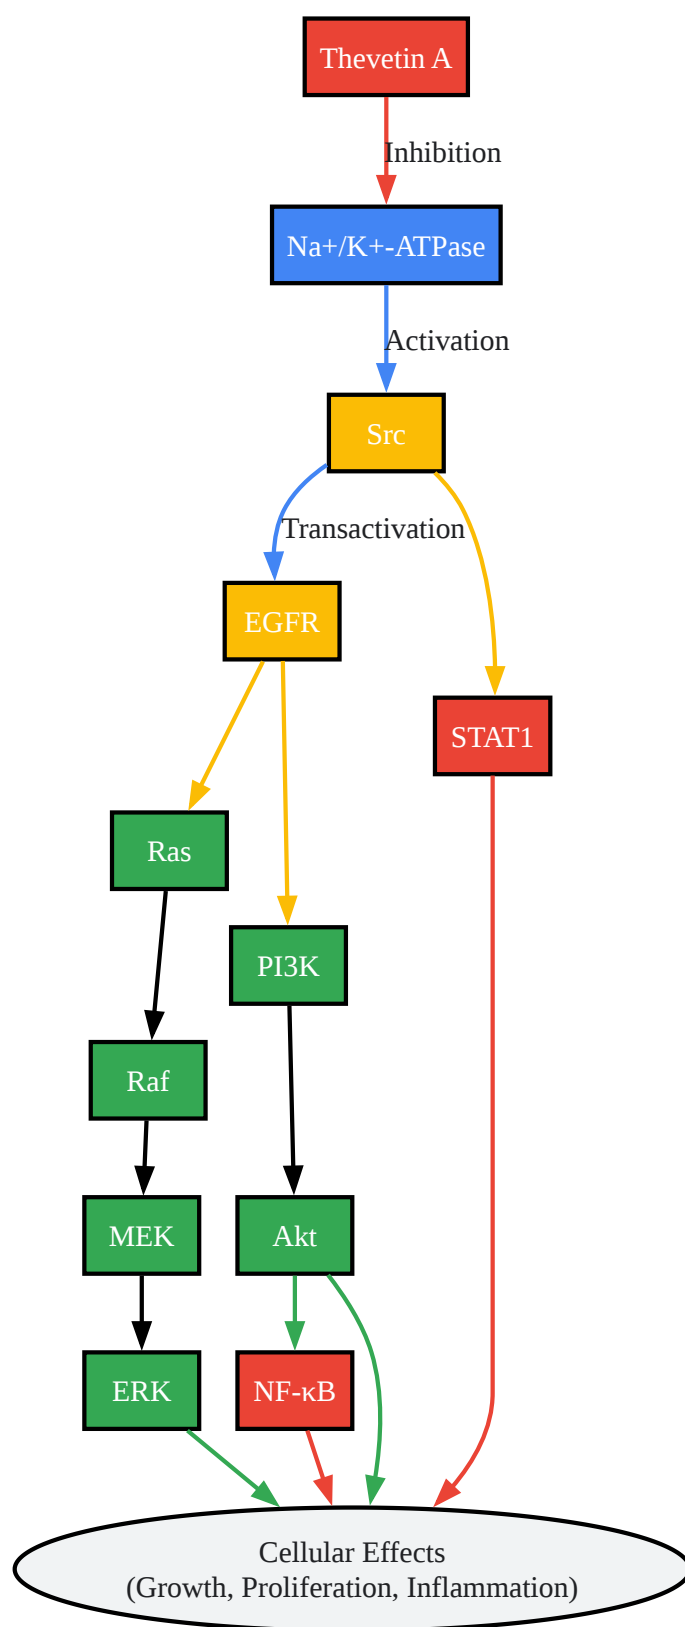 Thevetin A
Inhibition
Na+/K+-ATPase
Activation
Src
Transactivation
EGFR
STAT1
Ras
PI3K
Raf
MEK
Akt
ERK
NF-κB
Cellular Effects
(Growth, Proliferation, Inflammation)